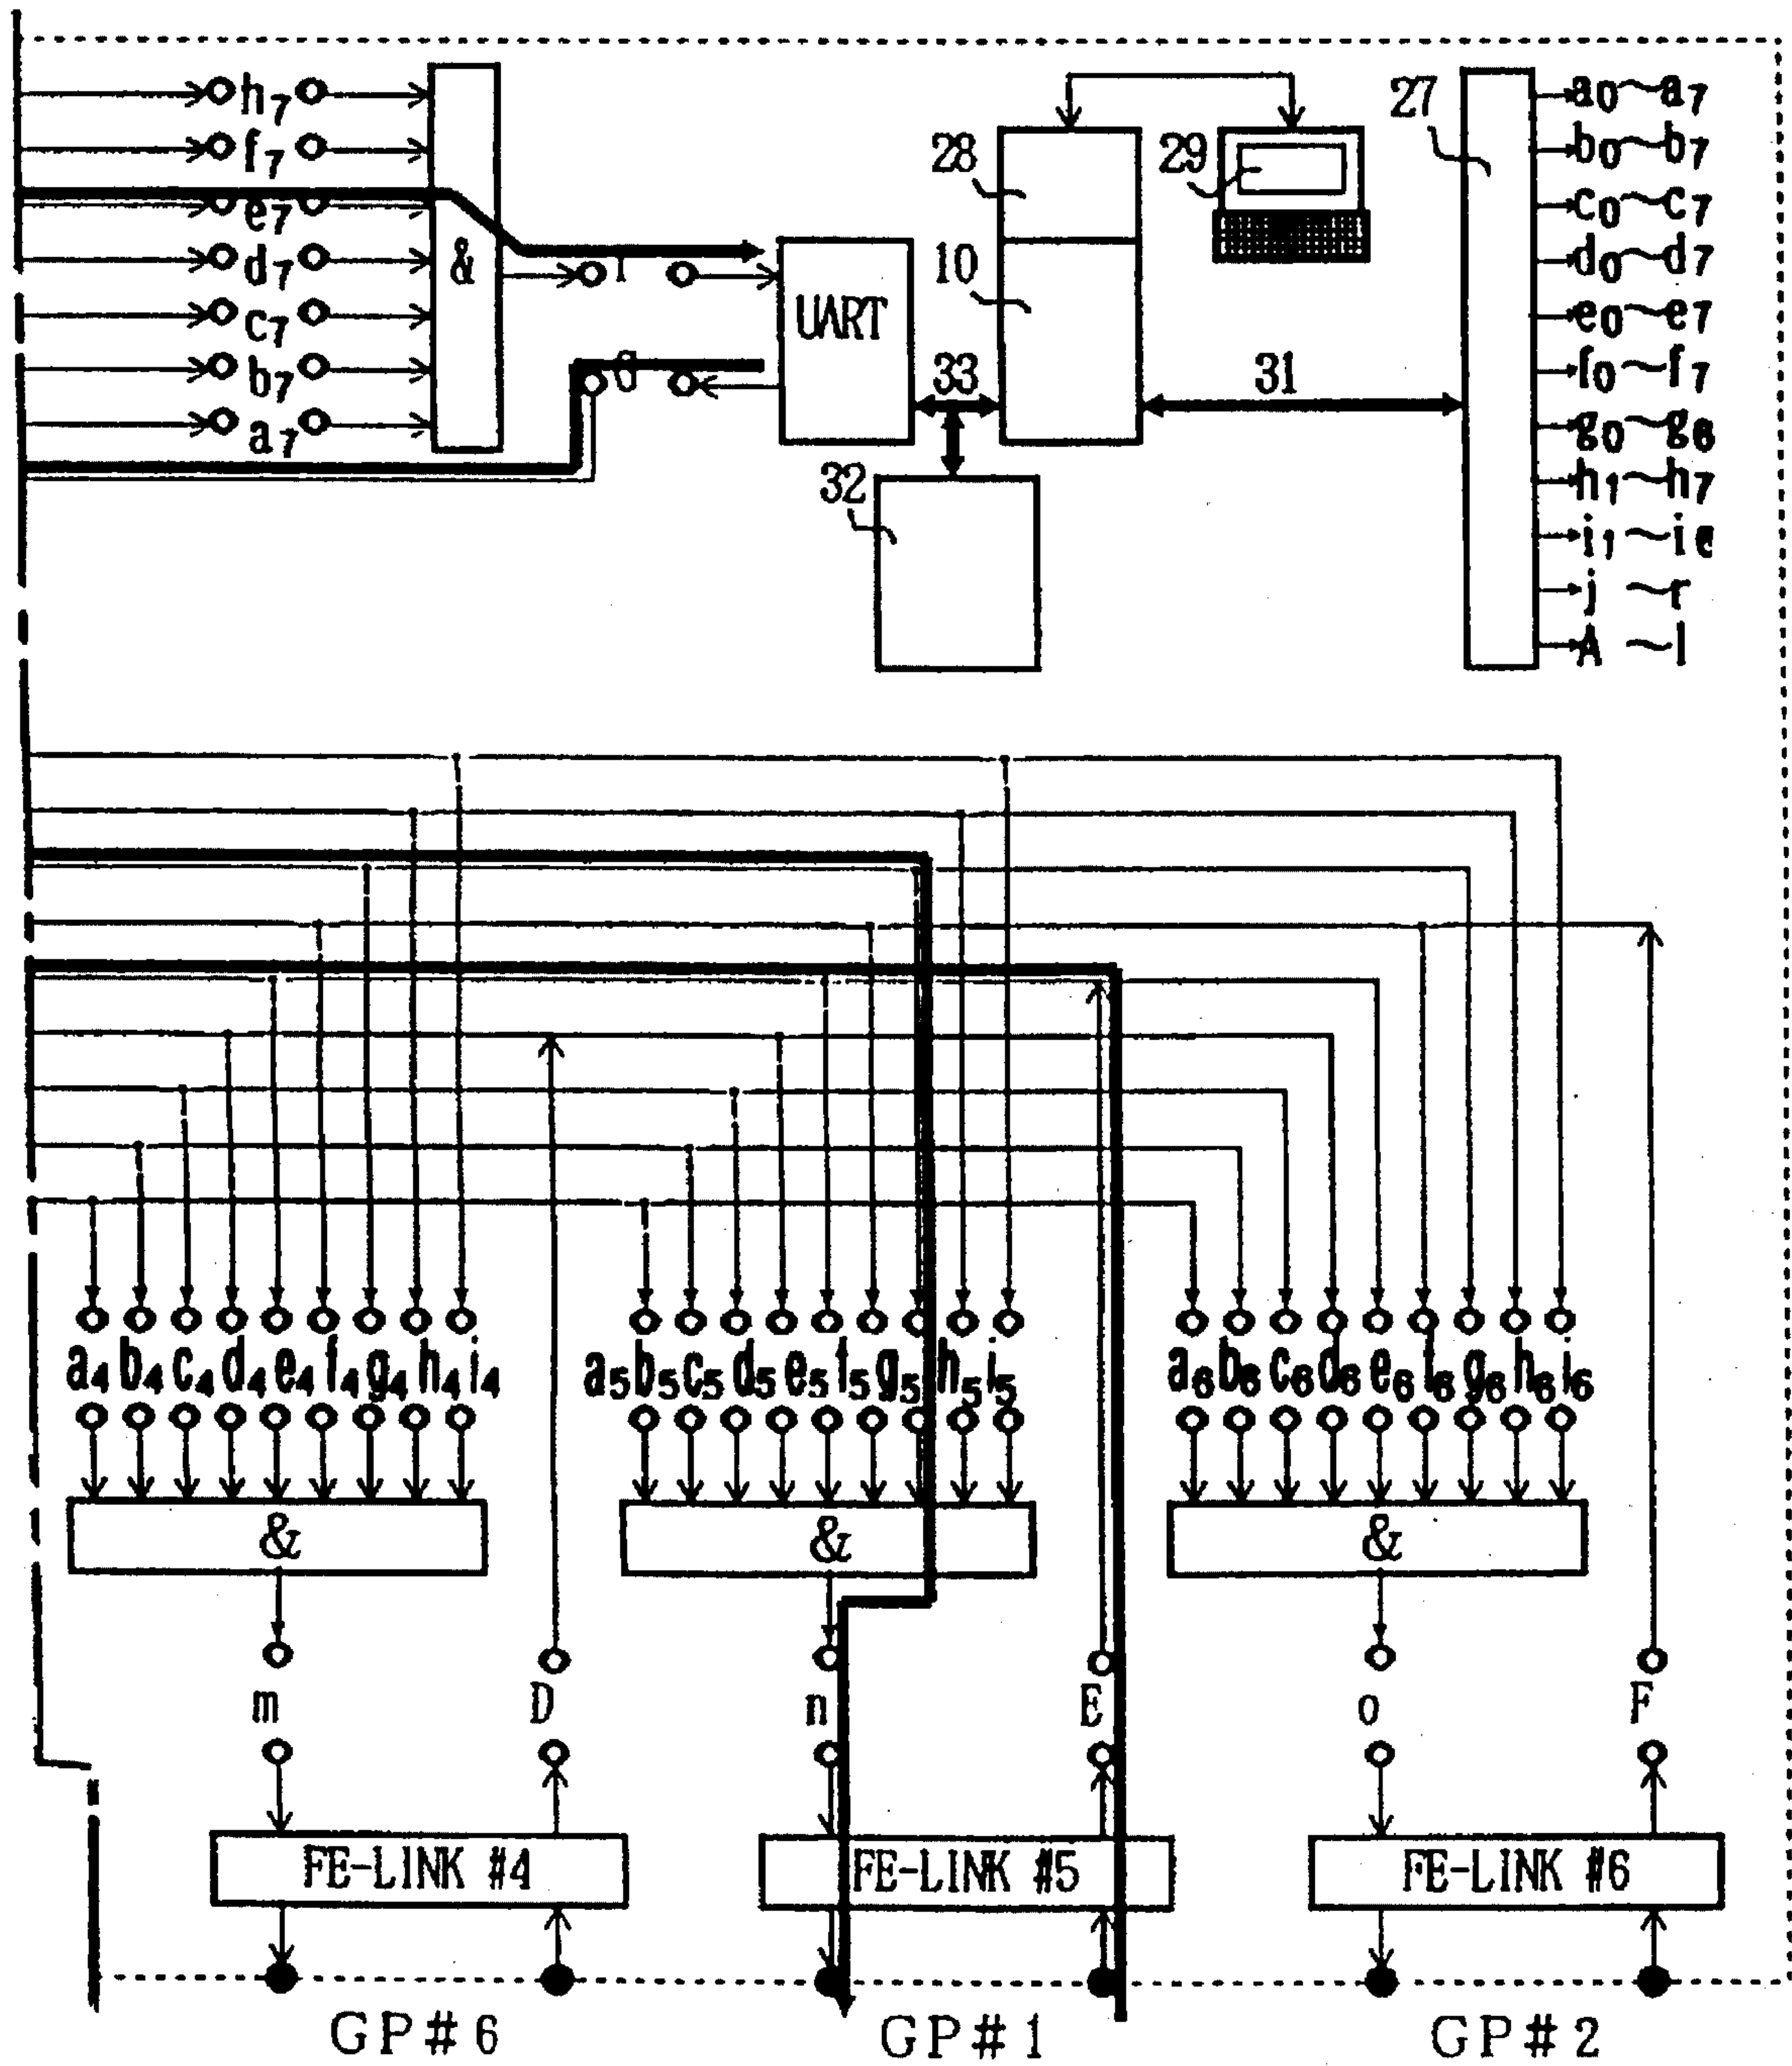 h7
f7
e7
d7
c7
b7
a7
&
UART
28
10
29
27
33
31
32
a0~a7
b0~b7
c0~c7
d0~d7
e0~e7
f0~f7
g0~g6
h1~h7
j ~r
A ~I
a4 b4 c4 d4 e4 f4 g4 h4 i4
a5 b5 c5 d5 e5 f5 g5 h5 i5
a6 b6 c6 d6 e6 f6 g6 h6 i6
& & &
m D n E o F
FE-LINK #4 FE-LINK #5 FE-LINK #6
GP#6 GP#1 GP#2